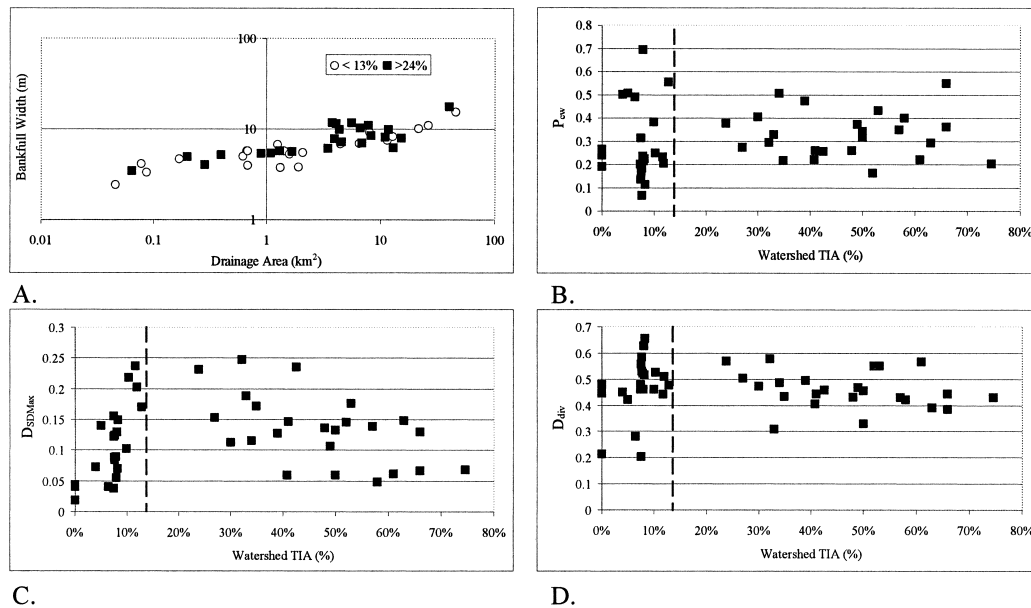 100
○ < 13% ■ >24%
Bankfull Width (m)
10
1
0.01 0.1 1 10 100
Drainage Area (km²)
A.
0.8
0.7
0.6
0.5
0.4
0.3
0.2
0.1
0
P_cw
0% 10% 20% 30% 40% 50% 60% 70% 80%
Watershed TIA (%)
B.
0.3
0.25
0.2
0.15
0.1
0.05
0
D_SDMax
0% 10% 20% 30% 40% 50% 60% 70% 80%
Watershed TIA (%)
C.
0.7
0.6
0.5
0.4
0.3
0.2
0.1
0
D_div
0% 10% 20% 30% 40% 50% 60% 70% 80%
Watershed TIA (%)
D.